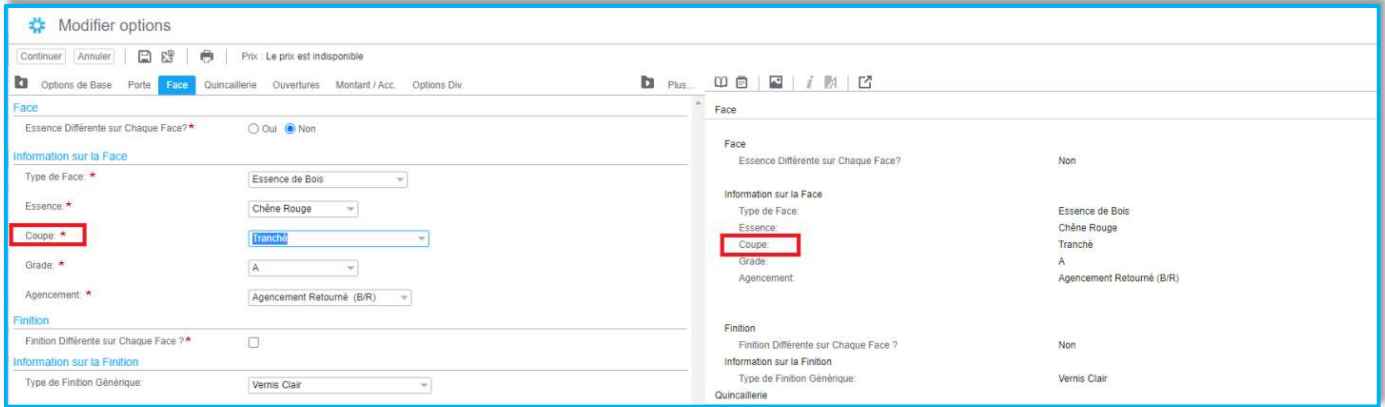 Modifier options
Continuer Annuler Prix : Le prix est indisponible
Options de Base Porte Face Quincaillerie Ouvertures Montant / Acc. Options Div. Plus...
Face
Essence Différente sur Chaque Face?* Oui Non
Information sur la Face
Type de Face: * Essence de Bois
Essence:* Chêne Rouge
Coupe: * Tranché
Grade: * A
Agencement: * Agencement Retourné (B/R)
Finition
Finition Différente sur Chaque Face ?*
Information sur la Finition
Type de Finition Générique: Vernis Clair
Face
Face
Essence Différente sur Chaque Face? Non
Information sur la Face
Type de Face: Essence de Bois
Essence: Chêne Rouge
Coupe: Tranché
Grade: A
Agencement: Agencement Retourné (B/R)
Finition
Finition Différente sur Chaque Face ? Non
Information sur la Finition
Type de Finition Générique: Vernis Clair
Quincaillerie